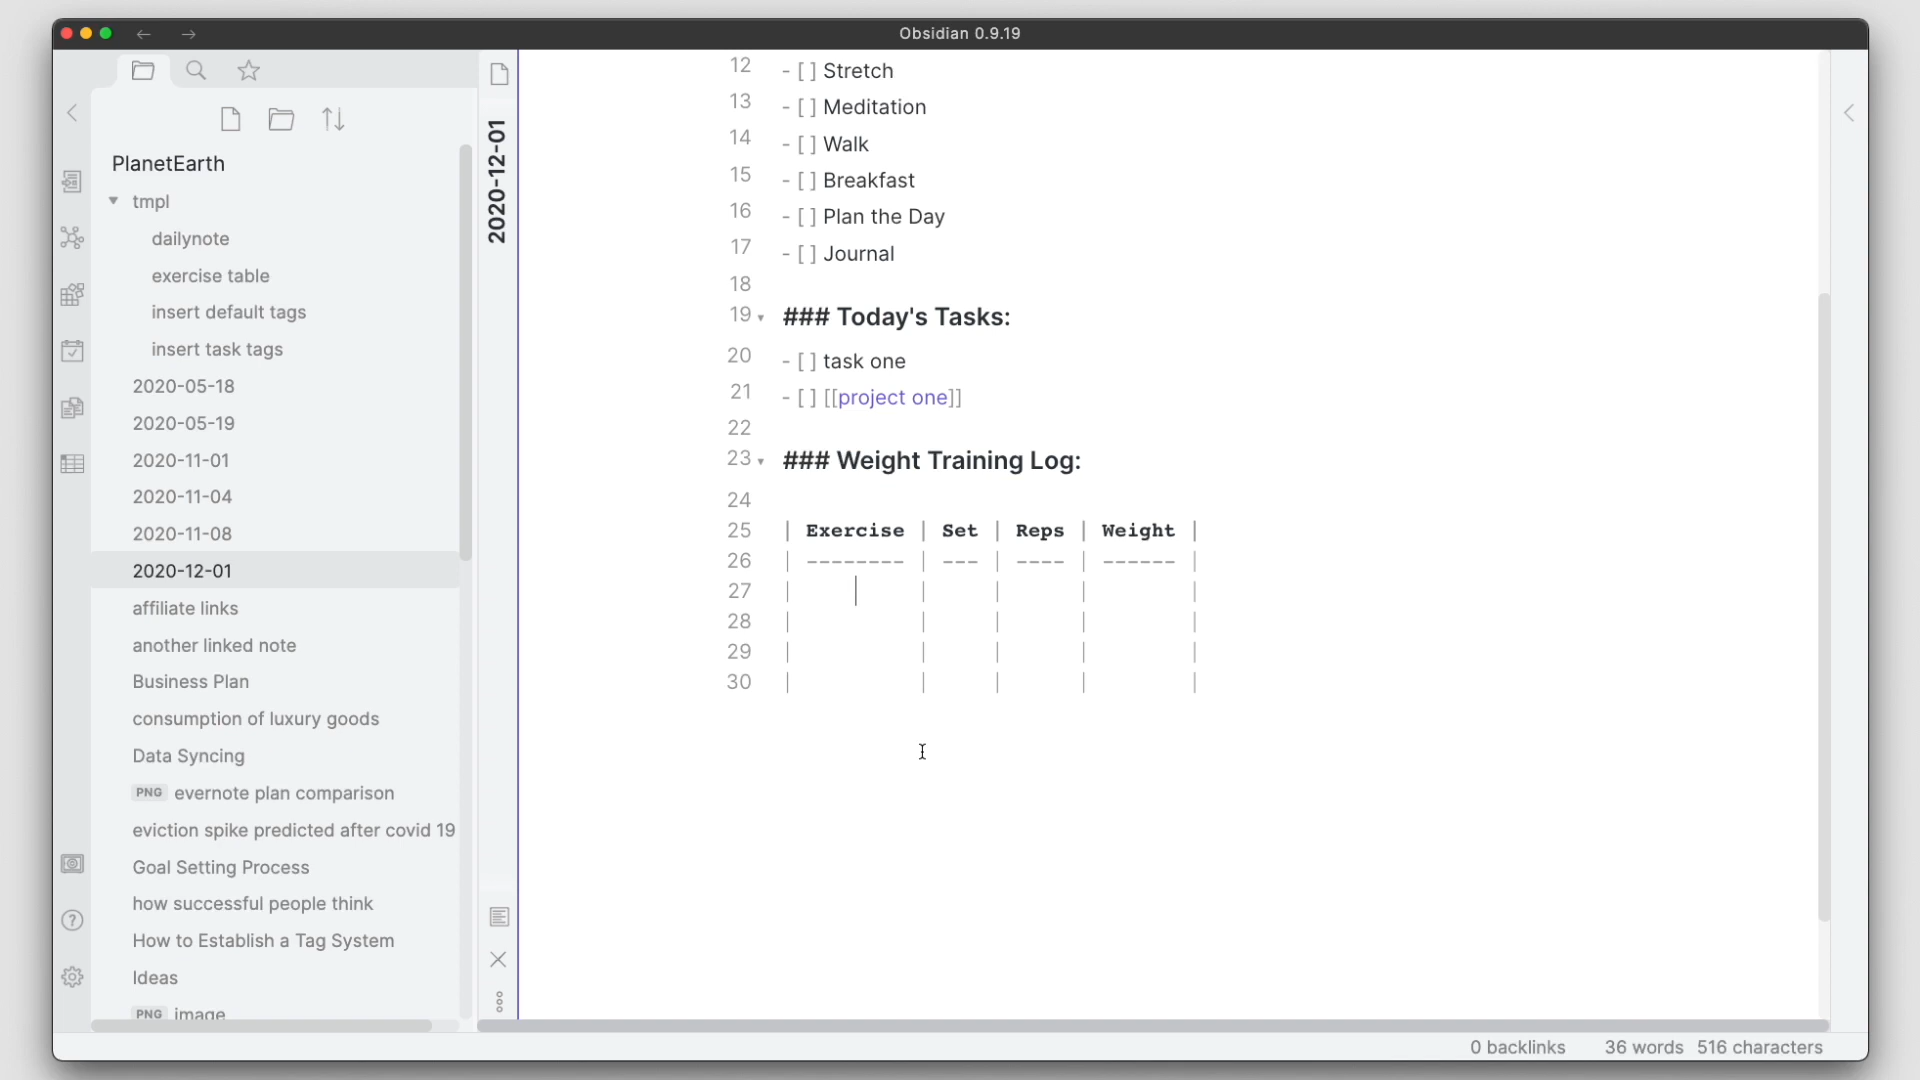 Obsidian 0.9.19
PlanetEarth
tmpl
dailynote
exercise table
insert default tags
insert task tags
2020-05-18
2020-05-19
2020-11-01
2020-11-04
2020-11-08
2020-12-01
affiliate links
another linked note
Business Plan
consumption of luxury goods
Data Syncing
PNG evernote plan comparison
eviction spike predicted after covid 19
Goal Setting Process
how successful people think
How to Establish a Tag System
Ideas
PNG image
2020-12-01
12 - [ ] Stretch
13 - [ ] Meditation
14 - [ ] Walk
15 - [ ] Breakfast
16 - [ ] Plan the Day
17 - [ ] Journal
18
19 ### Today's Tasks:
20 - [ ] task one
21 - [ ] [[project one]]
22
23 ### Weight Training Log:
24
25 | Exercise | Set | Reps | Weight |
26 | -------- | --- | ---- | ------ |
27 | | | | |
28 | | | | |
29 | | | | |
30 | | | | |
0 backlinks 36 words 516 characters